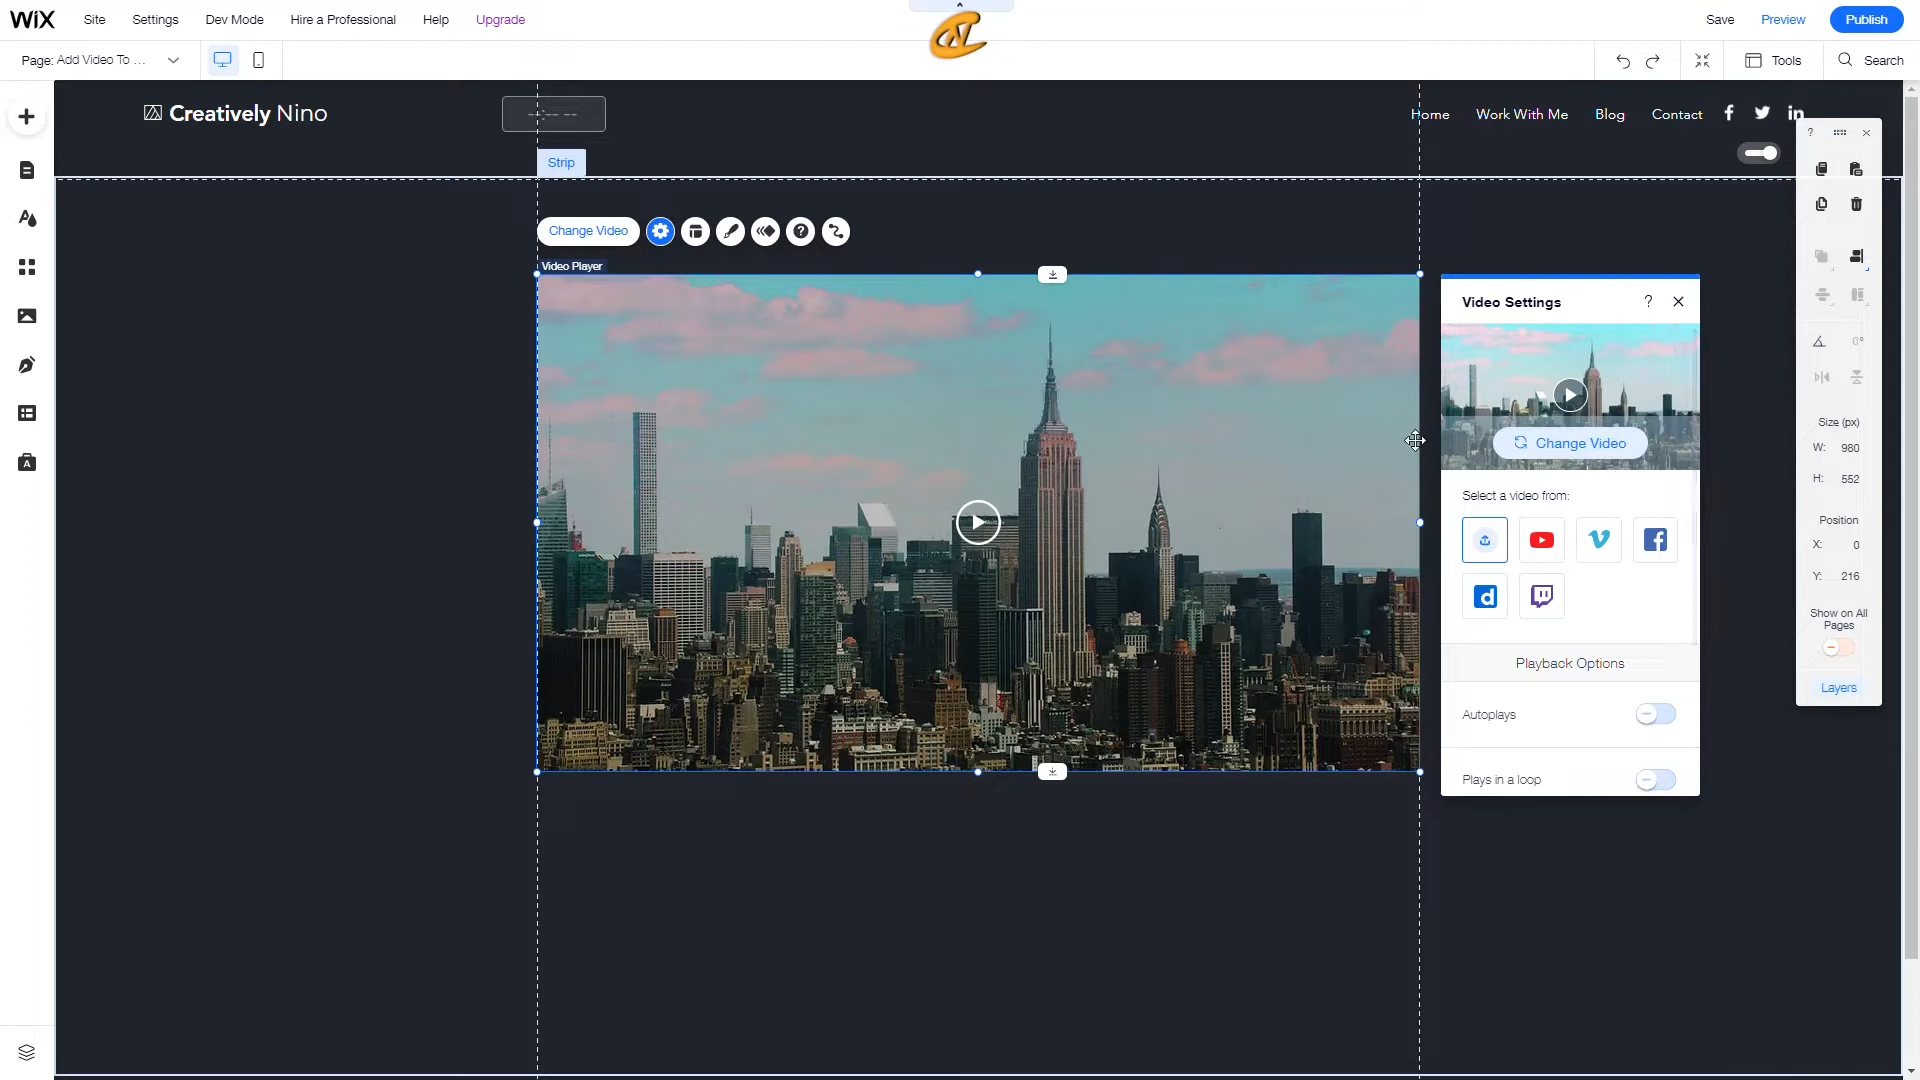 WiX Site Settings Dev Mode Hire a Professional Help Upgrade Save Preview Publish
Page: Add Video To ... Tools Search
Creatively Nino --:-- -- Home Work With Me Blog Contact
Strip
Change Video
Video Player
Video Settings ? ×
Change Video
Select a video from:
Playback Options
Autoplays
Plays in a loop
? ×
0°
Size (px)
W: 980
H: 552
Position
X: 0
Y: 216
Show on All
Pages
Layers